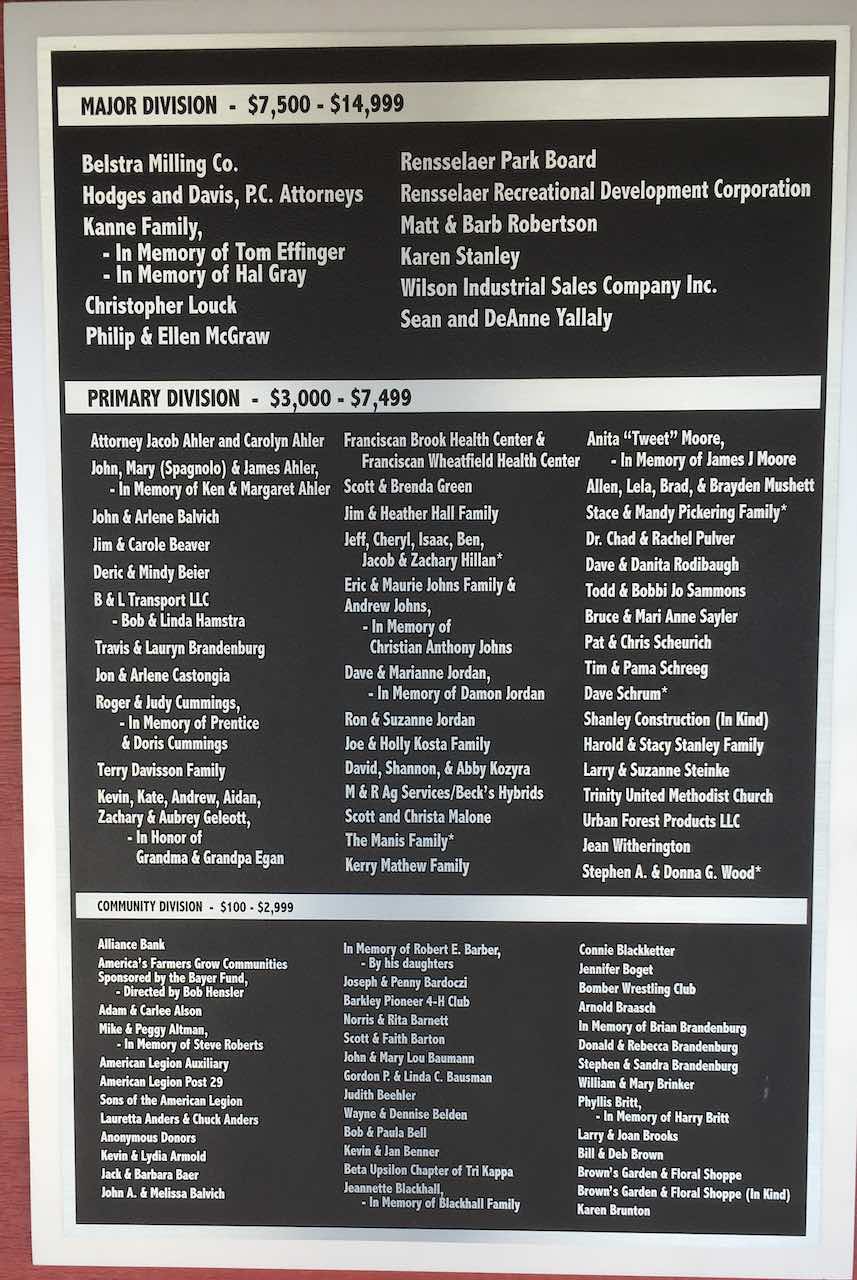 MAJOR DIVISION - $7,500 - $14,999
Belstra Milling Co.
Hodges and Davis, P.C. Attorneys
Kanne Family,
- In Memory of Tom Effinger
- In Memory of Hal Gray
Christopher Louck
Philip & Ellen McGraw
Rensselaer Park Board
Rensselaer Recreational Development Corporation
Matt & Barb Robertson
Karen Stanley
Wilson Industrial Sales Company Inc.
Sean and DeAnne Yallaly
PRIMARY DIVISION - $3,000 - $7,499
Attorney Jacob Ahler and Carolyn Ahler
John, Mary (Spagnolo) & James Ahler,
- In Memory of Ken & Margaret Ahler
John & Arlene Balvich
Jim & Carole Beaver
Deric & Mindy Beier
B & L Transport LLC
- Bob & Linda Hamstra
Travis & Lauryn Brandenburg
Jon & Arlene Castongia
Roger & Judy Cummings,
- In Memory of Prentice
& Doris Cummings
Terry Davisson Family
Kevin, Kate, Andrew, Aidan,
Zachary & Aubrey Geleott,
- In Honor of
Grandma & Grandpa Egan
Franciscan Brook Health Center &
Franciscan Wheatfield Health Center
Scott & Brenda Green
Jim & Heather Hall Family
Jeff, Cheryl, Isaac, Ben,
Jacob & Zachary Hillan*
Eric & Maurie Johns Family &
Andrew Johns,
- In Memory of
Christian Anthony Johns
Dave & Marianne Jordan,
- In Memory of Damon Jordan
Ron & Suzanne Jordan
Joe & Holly Kosta Family
David, Shannon, & Abby Kozyra
M & R Ag Services/Beck's Hybrids
Scott and Christa Malone
The Manis Family*
Kerry Mathew Family
Anita “Tweet” Moore,
- In Memory of James J Moore
Allen, Lela, Brad, & Brayden Mushett
Stace & Mandy Pickering Family*
Dr. Chad & Rachel Pulver
Dave & Danita Rodibaugh
Todd & Bobbi Jo Sammons
Bruce & Mari Anne Sayler
Pat & Chris Scheurich
Tim & Pama Schreeg
Dave Schrum*
Shanley Construction (In Kind)
Harold & Stacy Stanley Family
Larry & Suzanne Steinke
Trinity United Methodist Church
Urban Forest Products LLC
Jean Witherington
Stephen A. & Donna G. Wood*
COMMUNITY DIVISION - $100 - $2,999
Alliance Bank
America's Farmers Grow Communities
Sponsored by the Bayer Fund,
- Directed by Bob Hensler
Adam & Carlee Alson
Mike & Peggy Altman,
- In Memory of Steve Roberts
American Legion Auxiliary
American Legion Post 29
Sons of the American Legion
Lauretta Anders & Chuck Anders
Anonymous Donors
Kevin & Lydia Armold
Jack & Barbara Baer
John A. & Melissa Balvich
In Memory of Robert E. Barber,
- By his daughters
Joseph & Penny Bardoczi
Barkley Pioneer 4-H Club
Norris & Rita Barnett
Scott & Faith Barton
John & Mary Lou Baumann
Gordon P. & Linda C. Bausman
Judith Beehler
Wayne & Dennise Belden
Bob & Paula Bell
Kevin & Jan Benner
Beta Upsilon Chapter of Tri Kappa
Jeannette Blackhall,
- In Memory of Blackhall Family
Connie Blackketter
Jennifer Boget
Bomber Wrestling Club
Arnold Braasch
In Memory of Brian Brandenburg
Donald & Rebecca Brandenburg
Stephen & Sandra Brandenburg
William & Mary Brinker
Phyllis Britt,
- In Memory of Harry Britt
Larry & Joan Brooks
Bill & Deb Brown
Brown's Garden & Floral Shoppe
Brown's Garden & Floral Shoppe (In Kind)
Karen Brunton